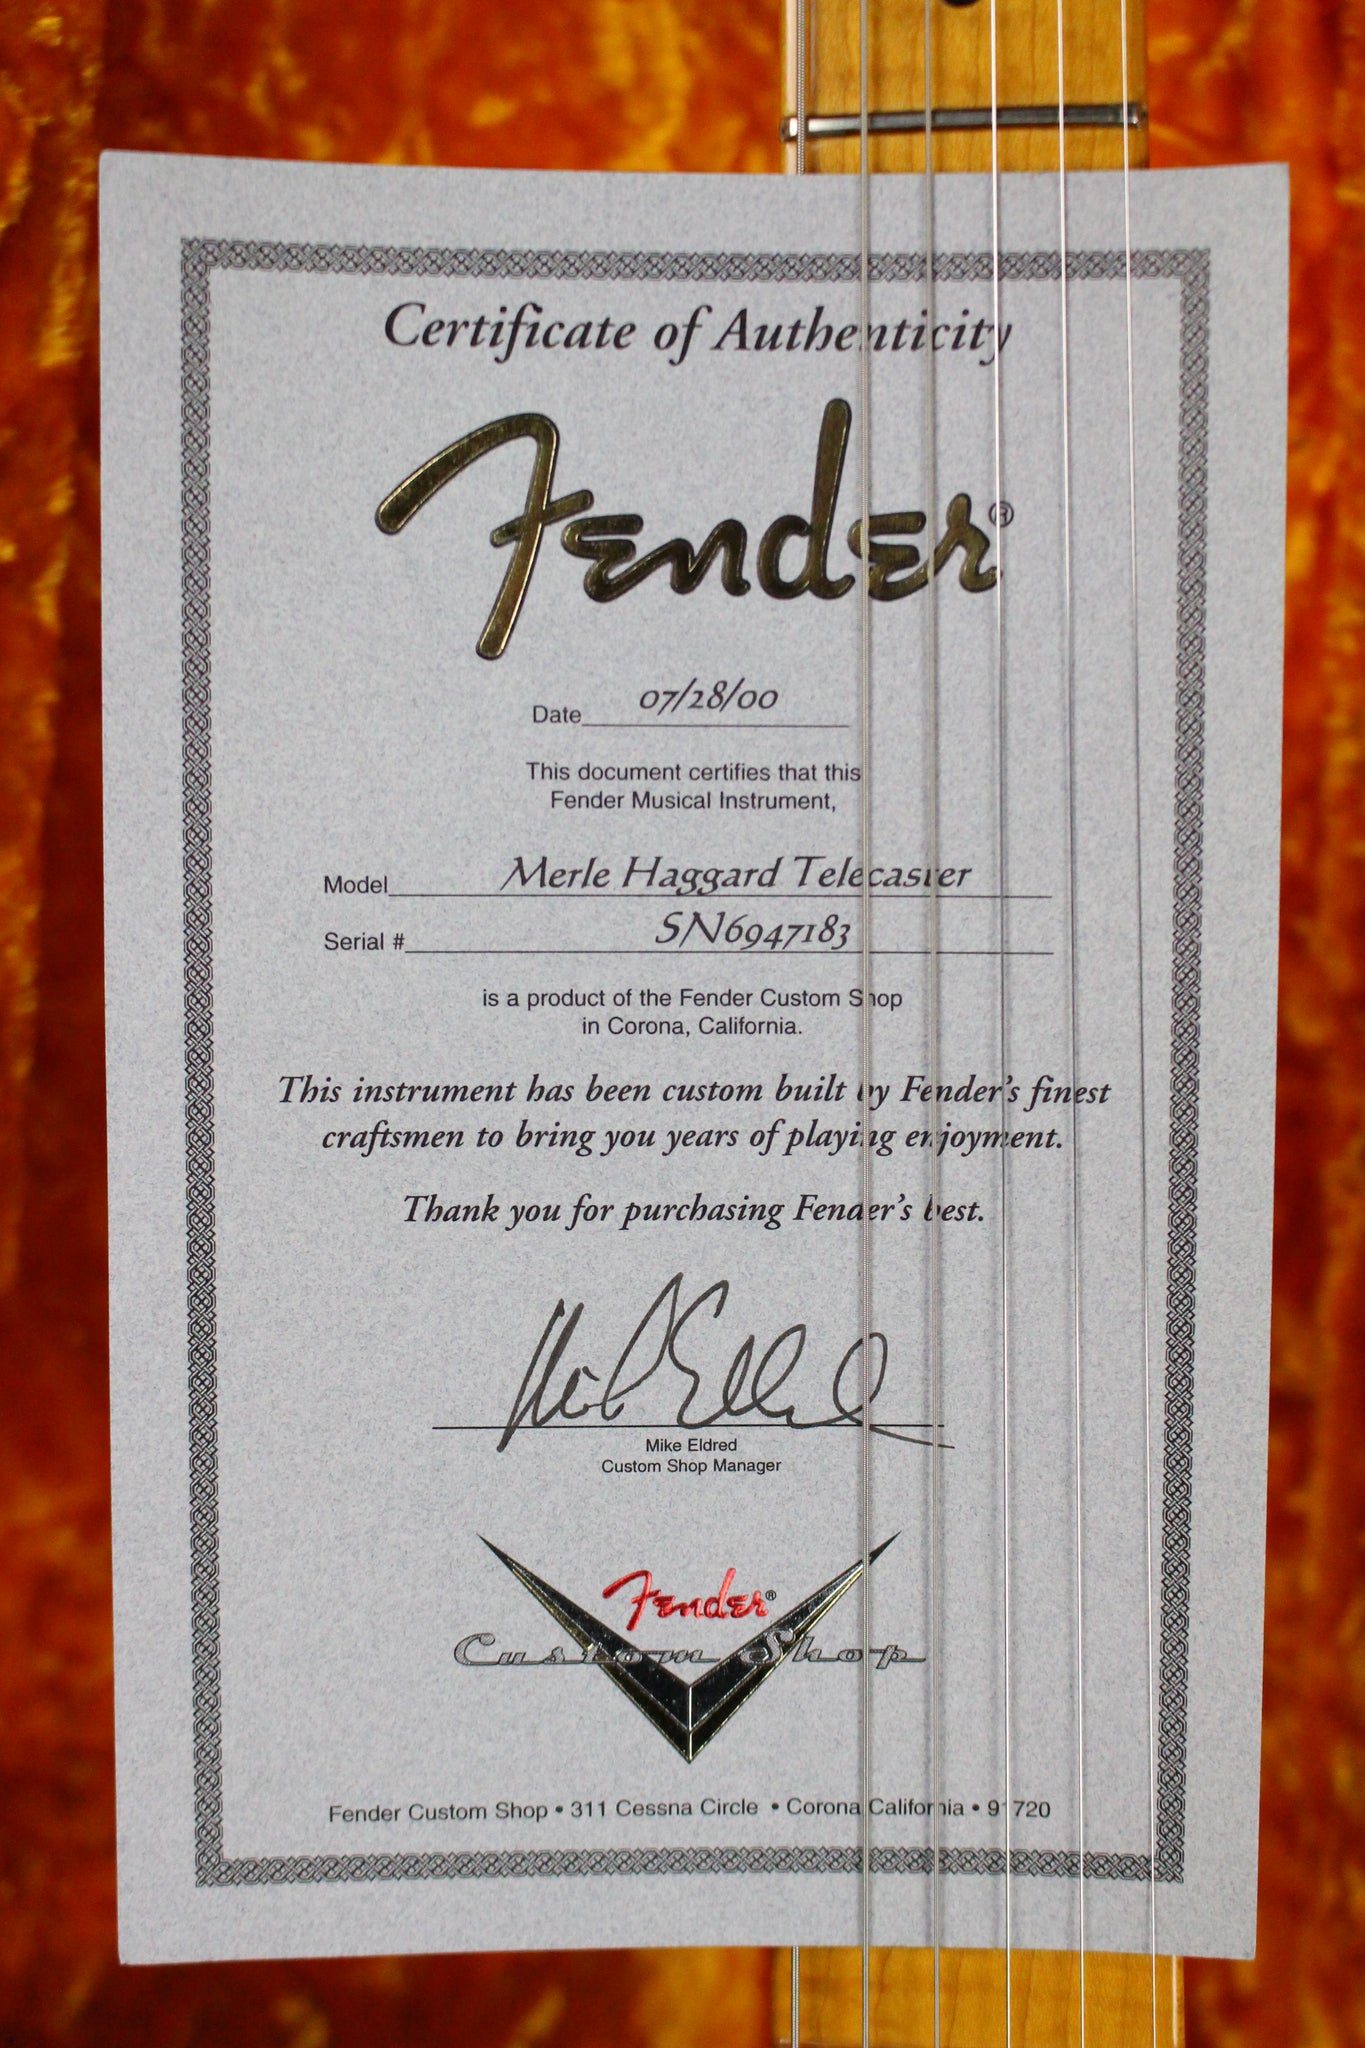 Certificate of Authenticity
Fender®
Date 07/28/00
This document certifies that this
Fender Musical Instrument,
Model Merle Haggard Telecaster
Serial # SN6947183
is a product of the Fender Custom Shop
in Corona, California.
This instrument has been custom built by Fender's finest
craftsmen to bring you years of playing enjoyment.
Thank you for purchasing Fender's best.
Mike Eldred
Mike Eldred
Custom Shop Manager
Fender®
Custom Shop
Fender Custom Shop • 311 Cessna Circle • Corona California • 91720